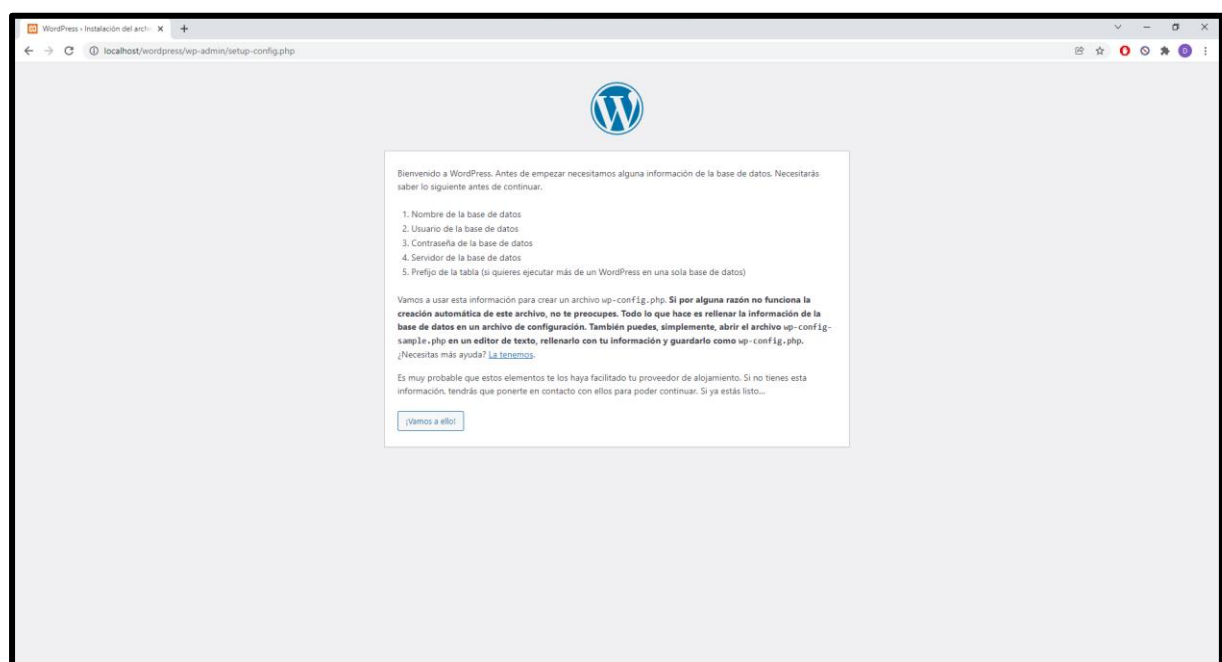 WordPress › Instalación del archi
localhost/wordpress/wp-admin/setup-config.php
D
Bienvenido a WordPress. Antes de empezar necesitamos alguna información de la base de datos. Necesitarás
saber lo siguiente antes de continuar.
1. Nombre de la base de datos
2. Usuario de la base de datos
3. Contraseña de la base de datos
4. Servidor de la base de datos
5. Prefijo de la tabla (si quieres ejecutar más de un WordPress en una sola base de datos)
Vamos a usar esta información para crear un archivo wp-config.php. Si por alguna razón no funciona la
creación automática de este archivo, no te preocupes. Todo lo que hace es rellenar la información de la
base de datos en un archivo de configuración. También puedes, simplemente, abrir el archivo wp-config-
sample.php en un editor de texto, rellenarlo con tu información y guardarlo como wp-config.php.
¿Necesitas más ayuda? La tenemos.
Es muy probable que estos elementos te los haya facilitado tu proveedor de alojamiento. Si no tienes esta
información, tendrás que ponerte en contacto con ellos para poder continuar. Si ya estás listo...
¡Vamos a ello!